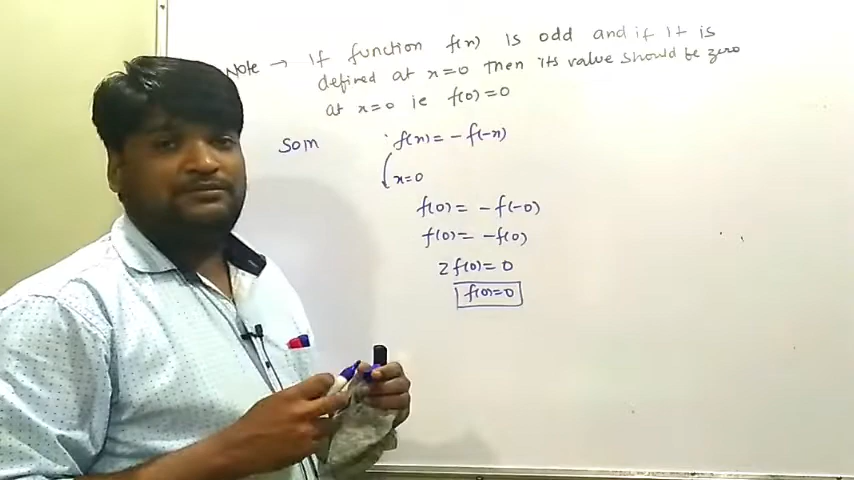 Note → If function f(x) is odd and if it is
defined at x=0 then its value should be zero
at x=0 ie f(0)=0
Soln f(x) = -f(-x)
x=0
f(0) = -f(-0)
f(0) = -f(0)
2f(0) = 0
f(0)=0